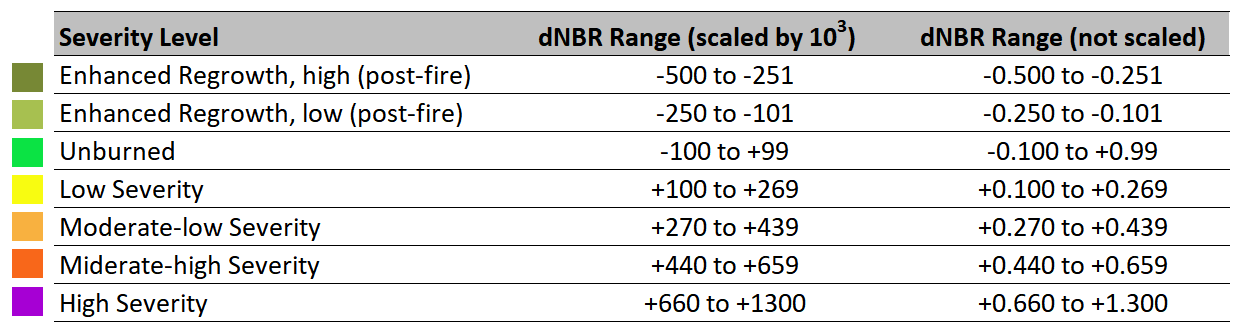 Severity Level dNBR Range (scaled by 10³) dNBR Range (not scaled)
Enhanced Regrowth, high (post-fire) -500 to -251 -0.500 to -0.251
Enhanced Regrowth, low (post-fire) -250 to -101 -0.250 to -0.101
Unburned -100 to +99 -0.100 to +0.99
Low Severity +100 to +269 +0.100 to +0.269
Moderate-low Severity +270 to +439 +0.270 to +0.439
Miderate-high Severity +440 to +659 +0.440 to +0.659
High Severity +660 to +1300 +0.660 to +1.300